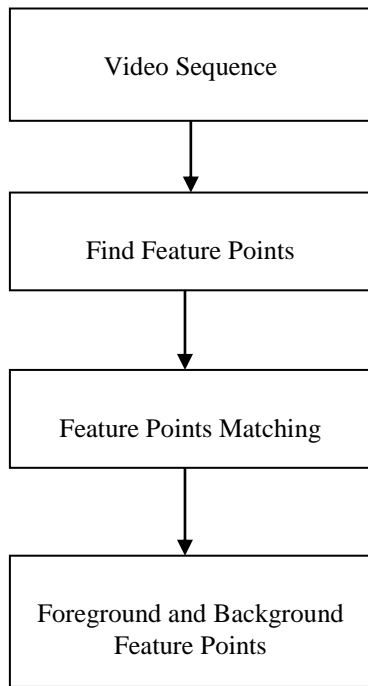 Video Sequence
Find Feature Points
Feature Points Matching
Foreground and Background
Feature Points